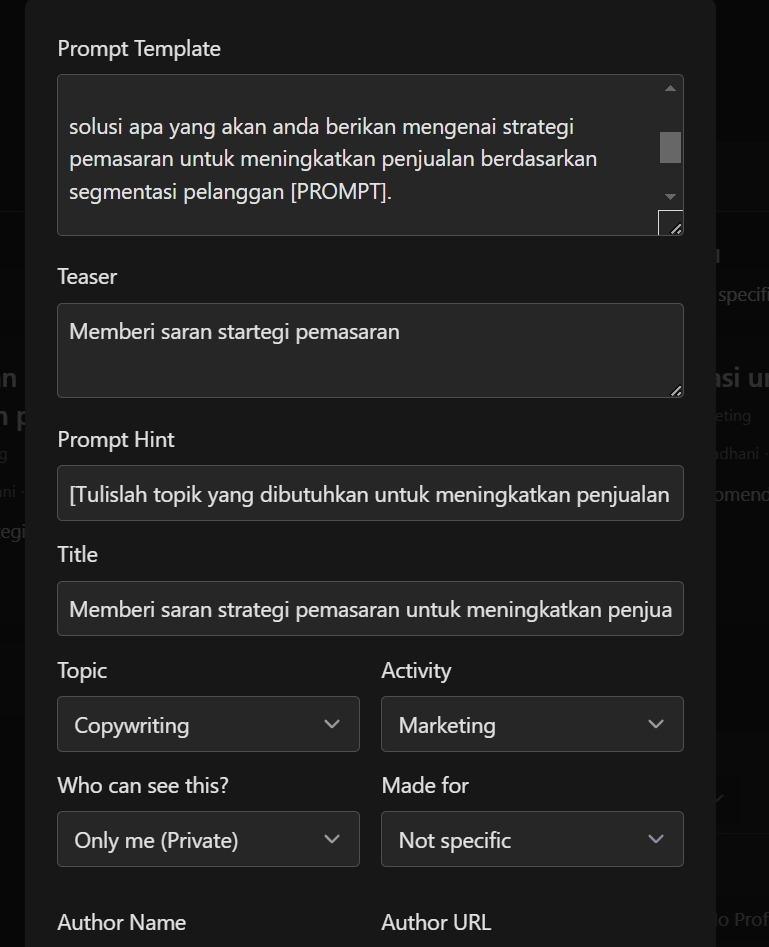 Prompt Template
solusi apa yang akan anda berikan mengenai strategi
pemasaran untuk meningkatkan penjualan berdasarkan
segmentasi pelanggan [PROMPT].
Teaser
Memberi saran startegi pemasaran
Prompt Hint
[Tulislah topik yang dibutuhkan untuk meningkatkan penjualan
Title
Memberi saran strategi pemasaran untuk meningkatkan penjua
Topic
Activity
Copywriting
Marketing
Who can see this?
Made for
Only me (Private)
Not specific
Author Name
Author URL